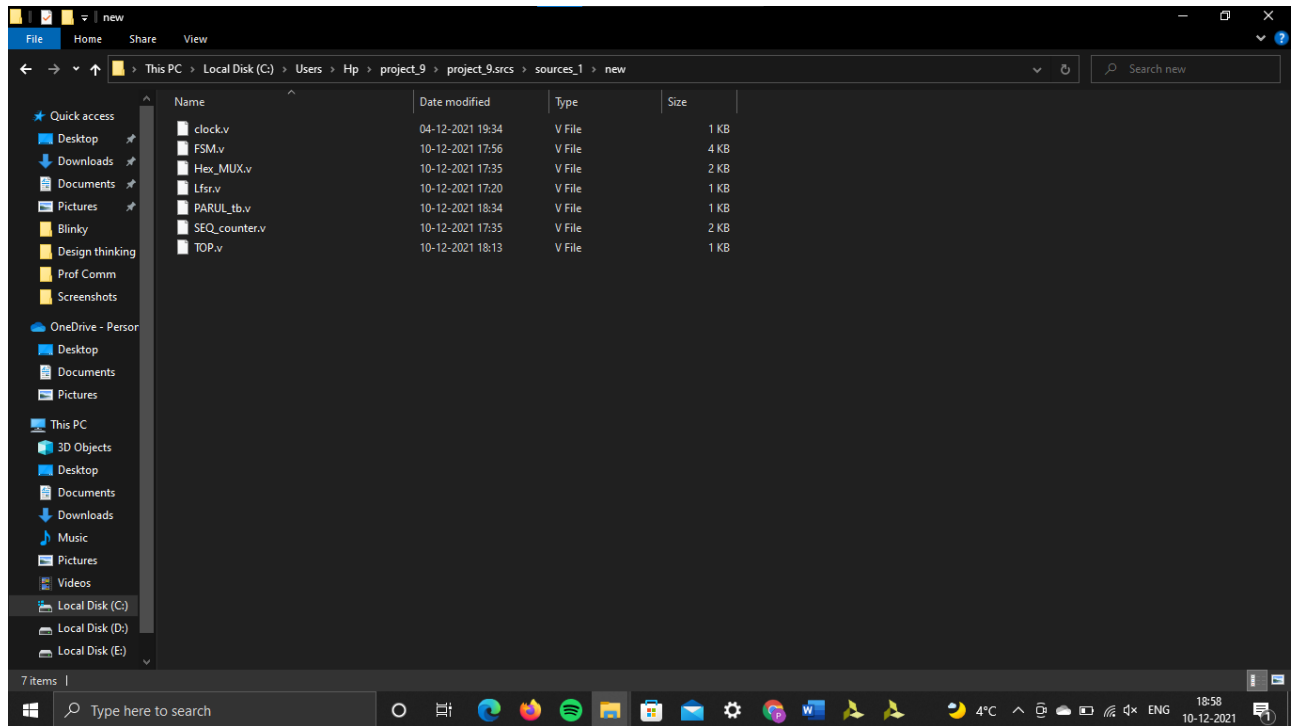 new
File Home Share View
This PC > Local Disk (C:) > Users > Hp > project_9 > project_9.srcs > sources_1 > new
Search new
Name Date modified Type Size
Quick access
Desktop
Downloads
Documents
Pictures
Blinky
Design thinking
Prof Comm
Screenshots
OneDrive - Person
Desktop
Documents
Pictures
This PC
3D Objects
Desktop
Documents
Downloads
Music
Pictures
Videos
Local Disk (C:)
Local Disk (D:)
Local Disk (E:)
clock.v 04-12-2021 19:34 V File 1 KB
FSM.v 10-12-2021 17:56 V File 4 KB
Hex_MUX.v 10-12-2021 17:35 V File 2 KB
Lfsr.v 10-12-2021 17:20 V File 1 KB
PARUL_tb.v 10-12-2021 18:34 V File 1 KB
SEQ_counter.v 10-12-2021 17:35 V File 2 KB
TOP.v 10-12-2021 18:13 V File 1 KB
7 items
Type here to search
4°C
ENG
18:58
10-12-2021